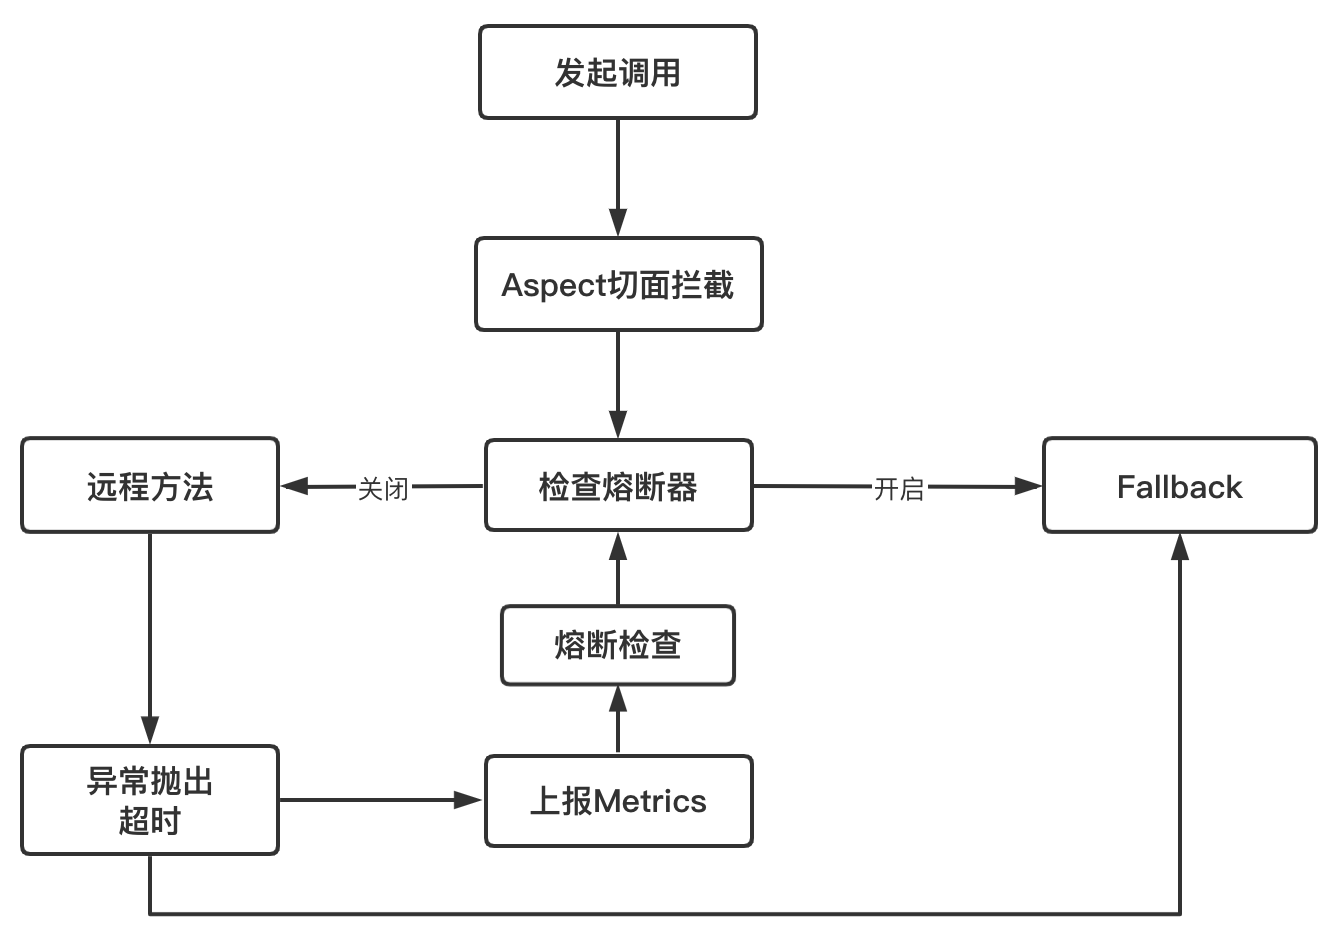 发起调用
Aspect切面拦截
远程方法
关闭
检查熔断器
开启
Fallback
熔断检查
异常抛出
超时
上报Metrics